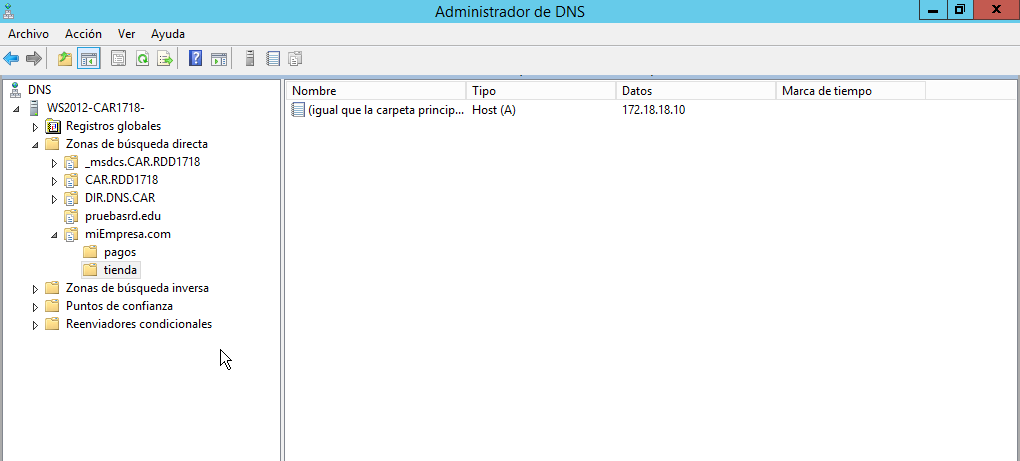 Administrador de DNS
Archivo Acción Ver Ayuda
DNS
WS2012-CAR1718-
Registros globales
Zonas de búsqueda directa
_msdcs.CAR.RDD1718
CAR.RDD1718
DIR.DNS.CAR
pruebasrd.edu
miEmpresa.com
pagos
tienda
Zonas de búsqueda inversa
Puntos de confianza
Reenviadores condicionales
Nombre Tipo Datos Marca de tiempo
(igual que la carpeta princip... Host (A) 172.18.18.10